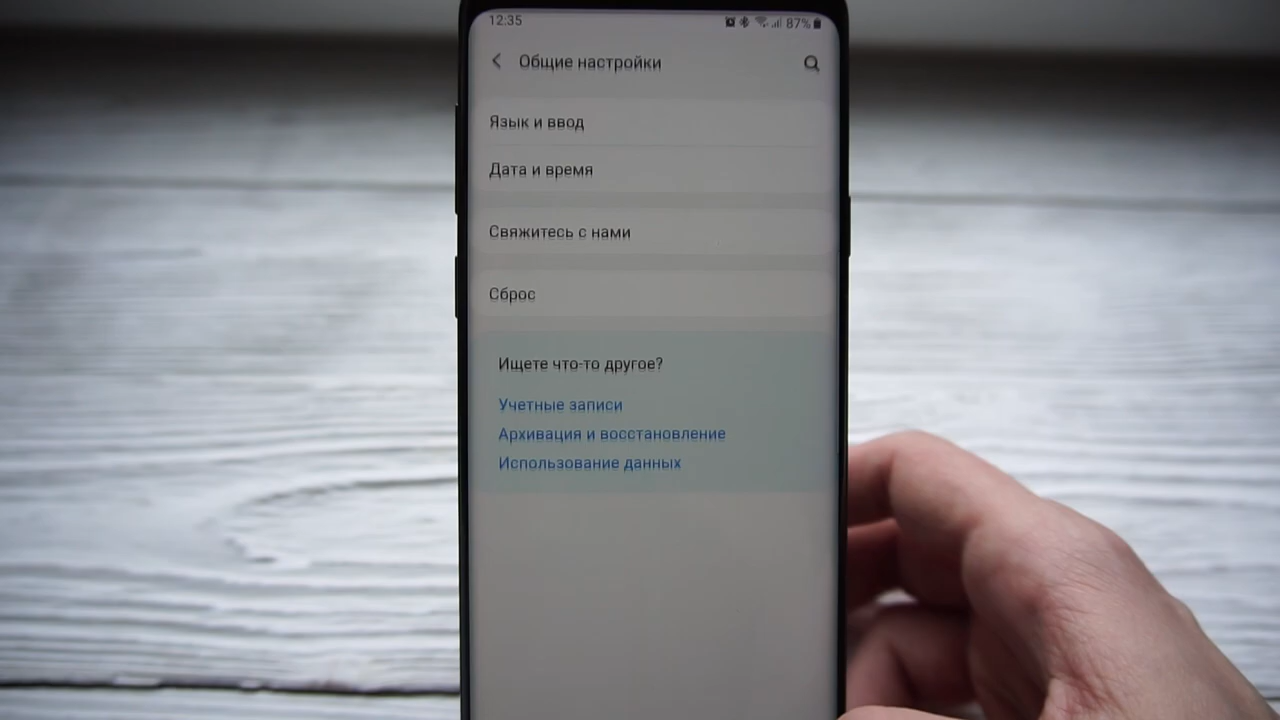 12:35 87%
Общие настройки
Язык и ввод
Дата и время
Свяжитесь с нами
Сброс
Ищете что-то другое?
Учетные записи
Архивация и восстановление
Использование данных